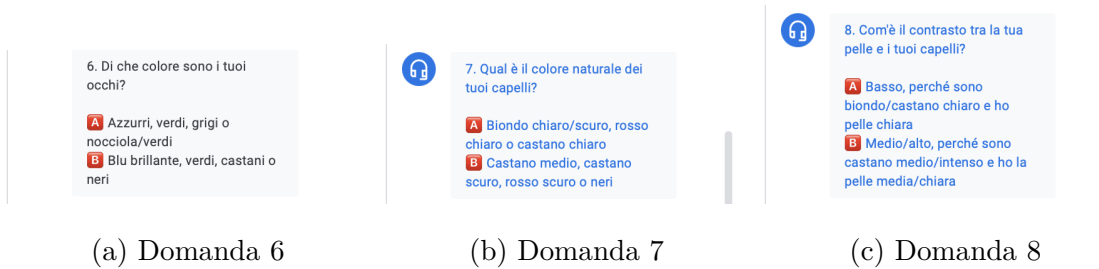 6. Di che colore sono i tuoi
occhi?
A Azzurri, verdi, grigi o
nocciola/verdi
B Blu brillante, verdi, castani o
neri
(a) Domanda 6
7. Qual è il colore naturale dei
tuoi capelli?
A Biondo chiaro/scuro, rosso
chiaro o castano chiaro
B Castano medio, castano
scuro, rosso scuro o neri
(b) Domanda 7
8. Com'è il contrasto tra la tua
pelle e i tuoi capelli?
A Basso, perché sono
biondo/castano chiaro e ho
pelle chiara
B Medio/alto, perché sono
castano medio/intenso e ho la
pelle media/chiara
(c) Domanda 8